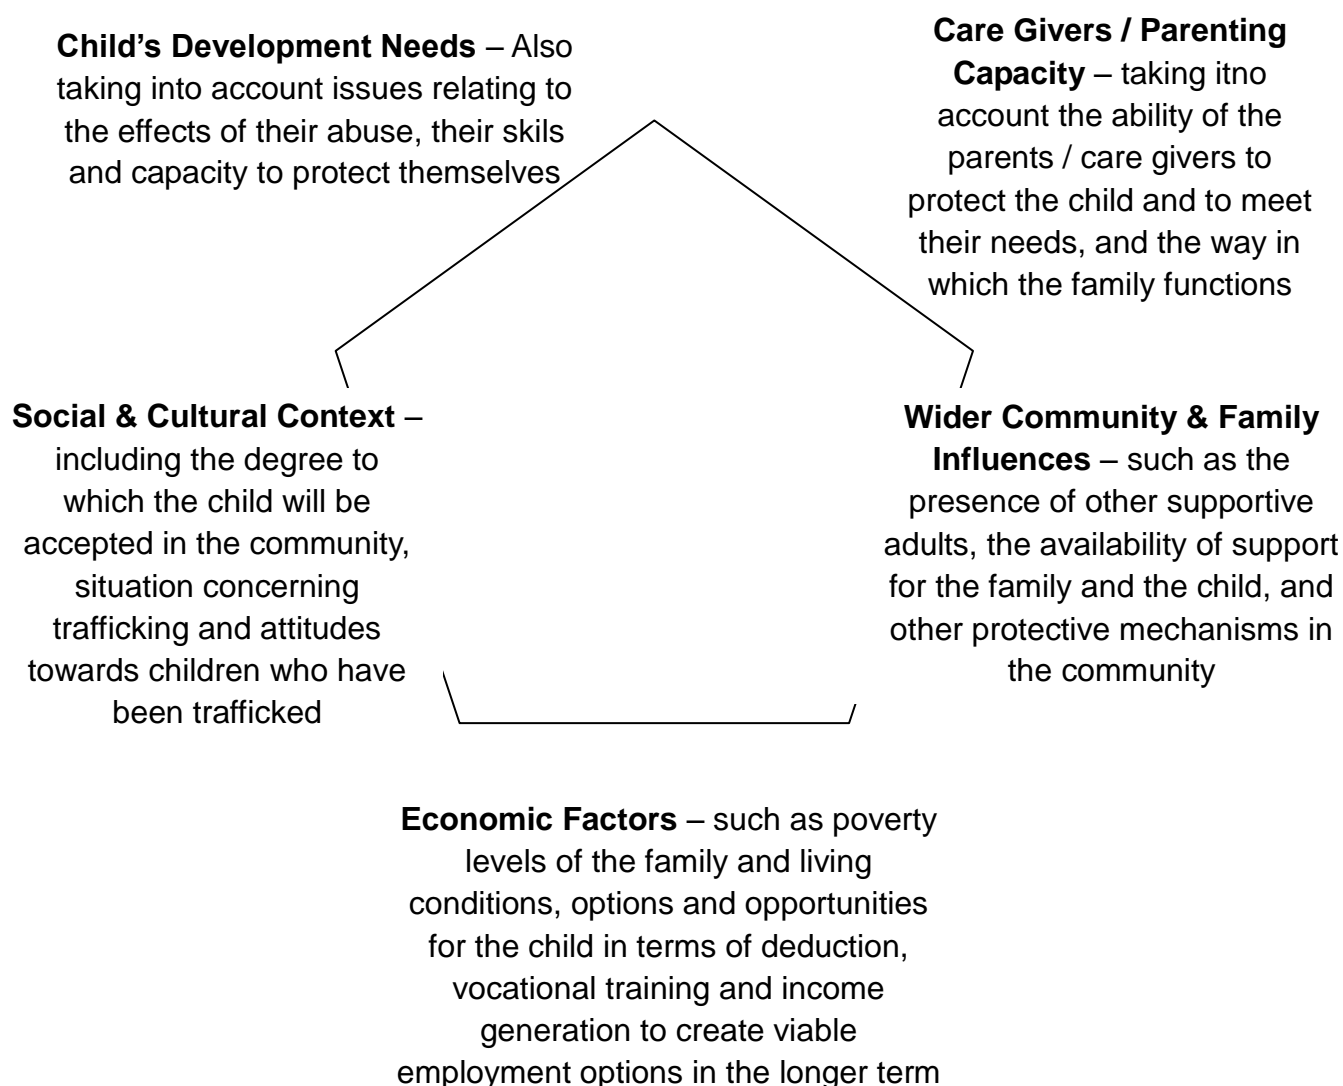 Child’s Development Needs – Also
taking into account issues relating to
the effects of their abuse, their skils
and capacity to protect themselves
Care Givers / Parenting
Capacity – taking itno
account the ability of the
parents / care givers to
protect the child and to meet
their needs, and the way in
which the family functions
Social & Cultural Context –
including the degree to
which the child will be
accepted in the community,
situation concerning
trafficking and attitudes
towards children who have
been trafficked
Wider Community & Family
Influences – such as the
presence of other supportive
adults, the availability of support
for the family and the child, and
other protective mechanisms in
the community
Economic Factors – such as poverty
levels of the family and living
conditions, options and opportunities
for the child in terms of deduction,
vocational training and income
generation to create viable
employment options in the longer term